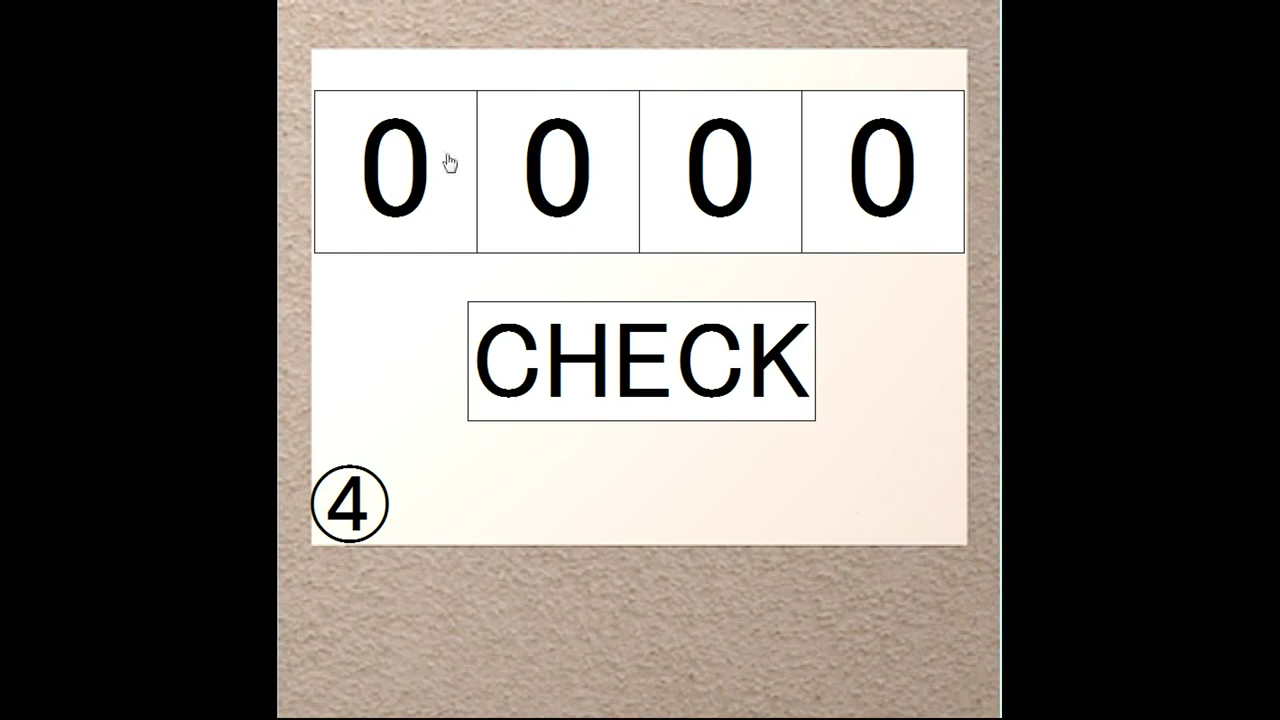 0 0 0 0
CHECK
④